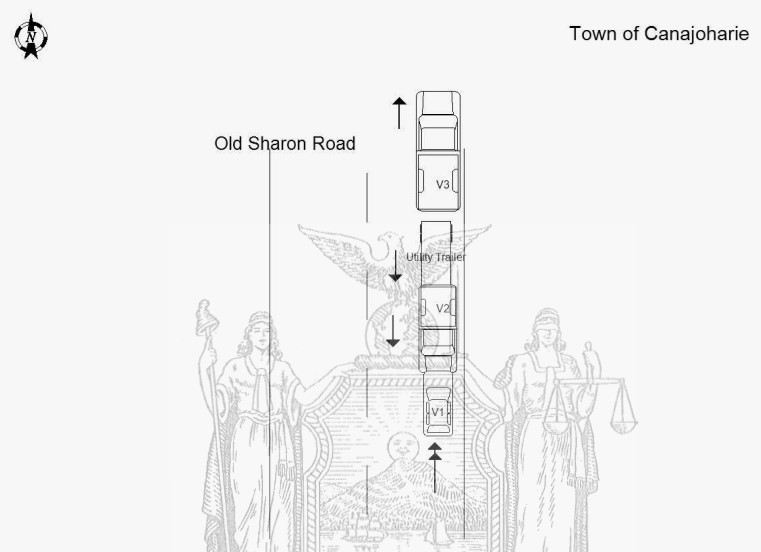 N
Town of Canajoharie
Old Sharon Road
V3
Utility Trailer
V2
V1